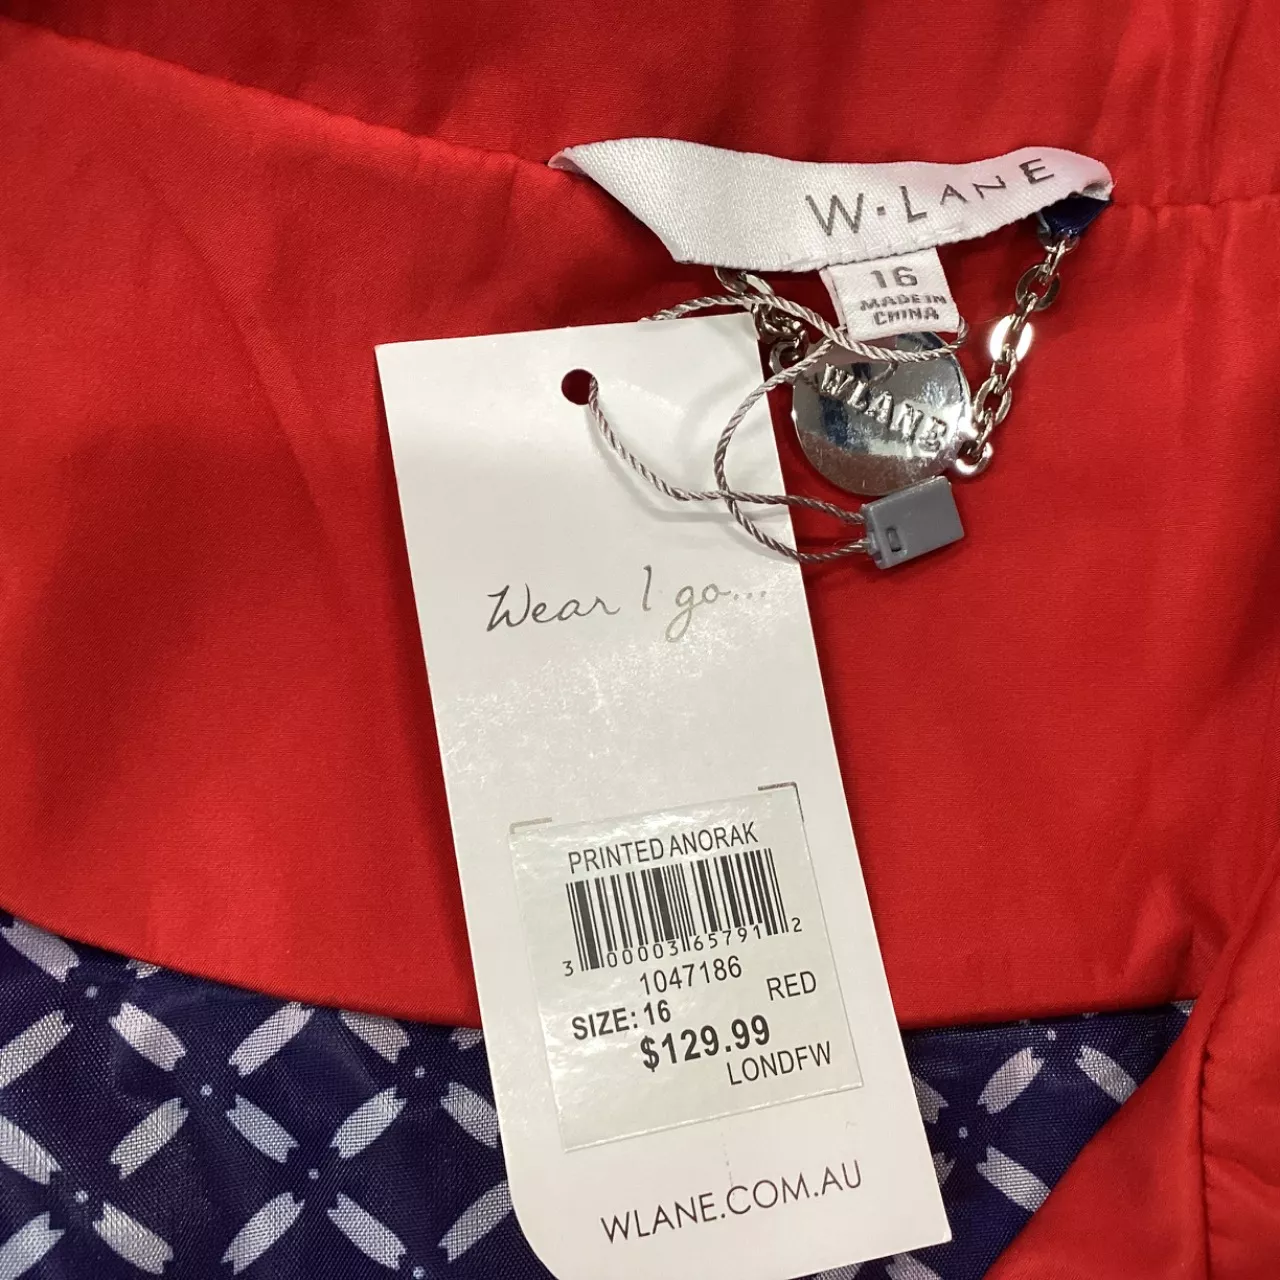 W·LANE
16
MADE IN
CHINA
WLANE
Wear I go...
PRINTED ANORAK
3 00003 65791 2
1047186
RED
SIZE: 16
$129.99
LONDFW
WLANE.COM.AU